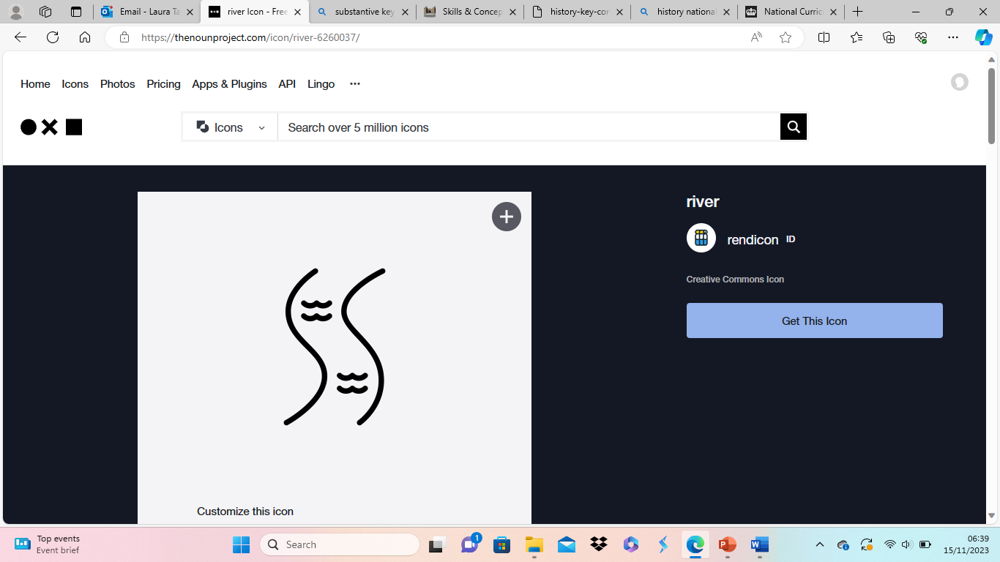 Email - Laura Ta
river Icon - Free
substantive key
Skills & Concep
history-key-con
history national
National Curric
https://thenounproject.com/icon/river-6260037/
Home Icons Photos Pricing Apps & Plugins API Lingo
Icons Search over 5 million icons
river
rendicon ID
Creative Commons Icon
Get This Icon
Customize this icon
Top events
Event brief
Search
1
06:39
15/11/2023